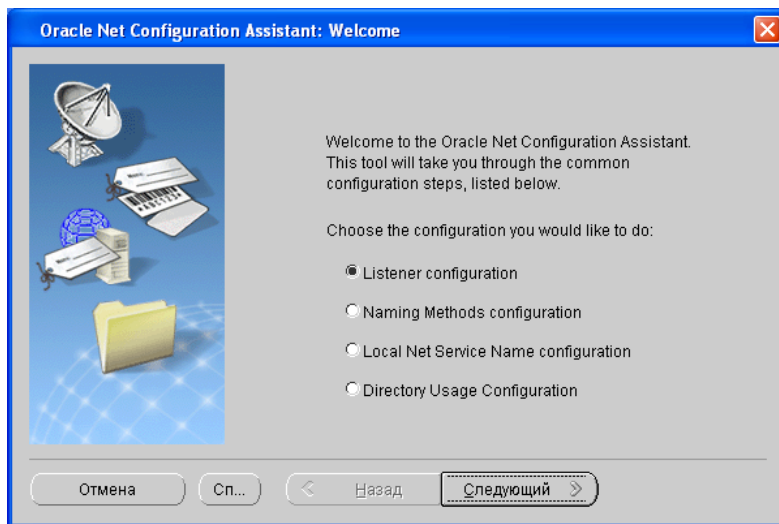 Oracle Net Configuration Assistant: Welcome
Welcome to the Oracle Net Configuration Assistant.
This tool will take you through the common
configuration steps, listed below.
Choose the configuration you would like to do:
Listener configuration
Naming Methods configuration
Local Net Service Name configuration
Directory Usage Configuration
Отмена
Сп...
Назад
Следующий